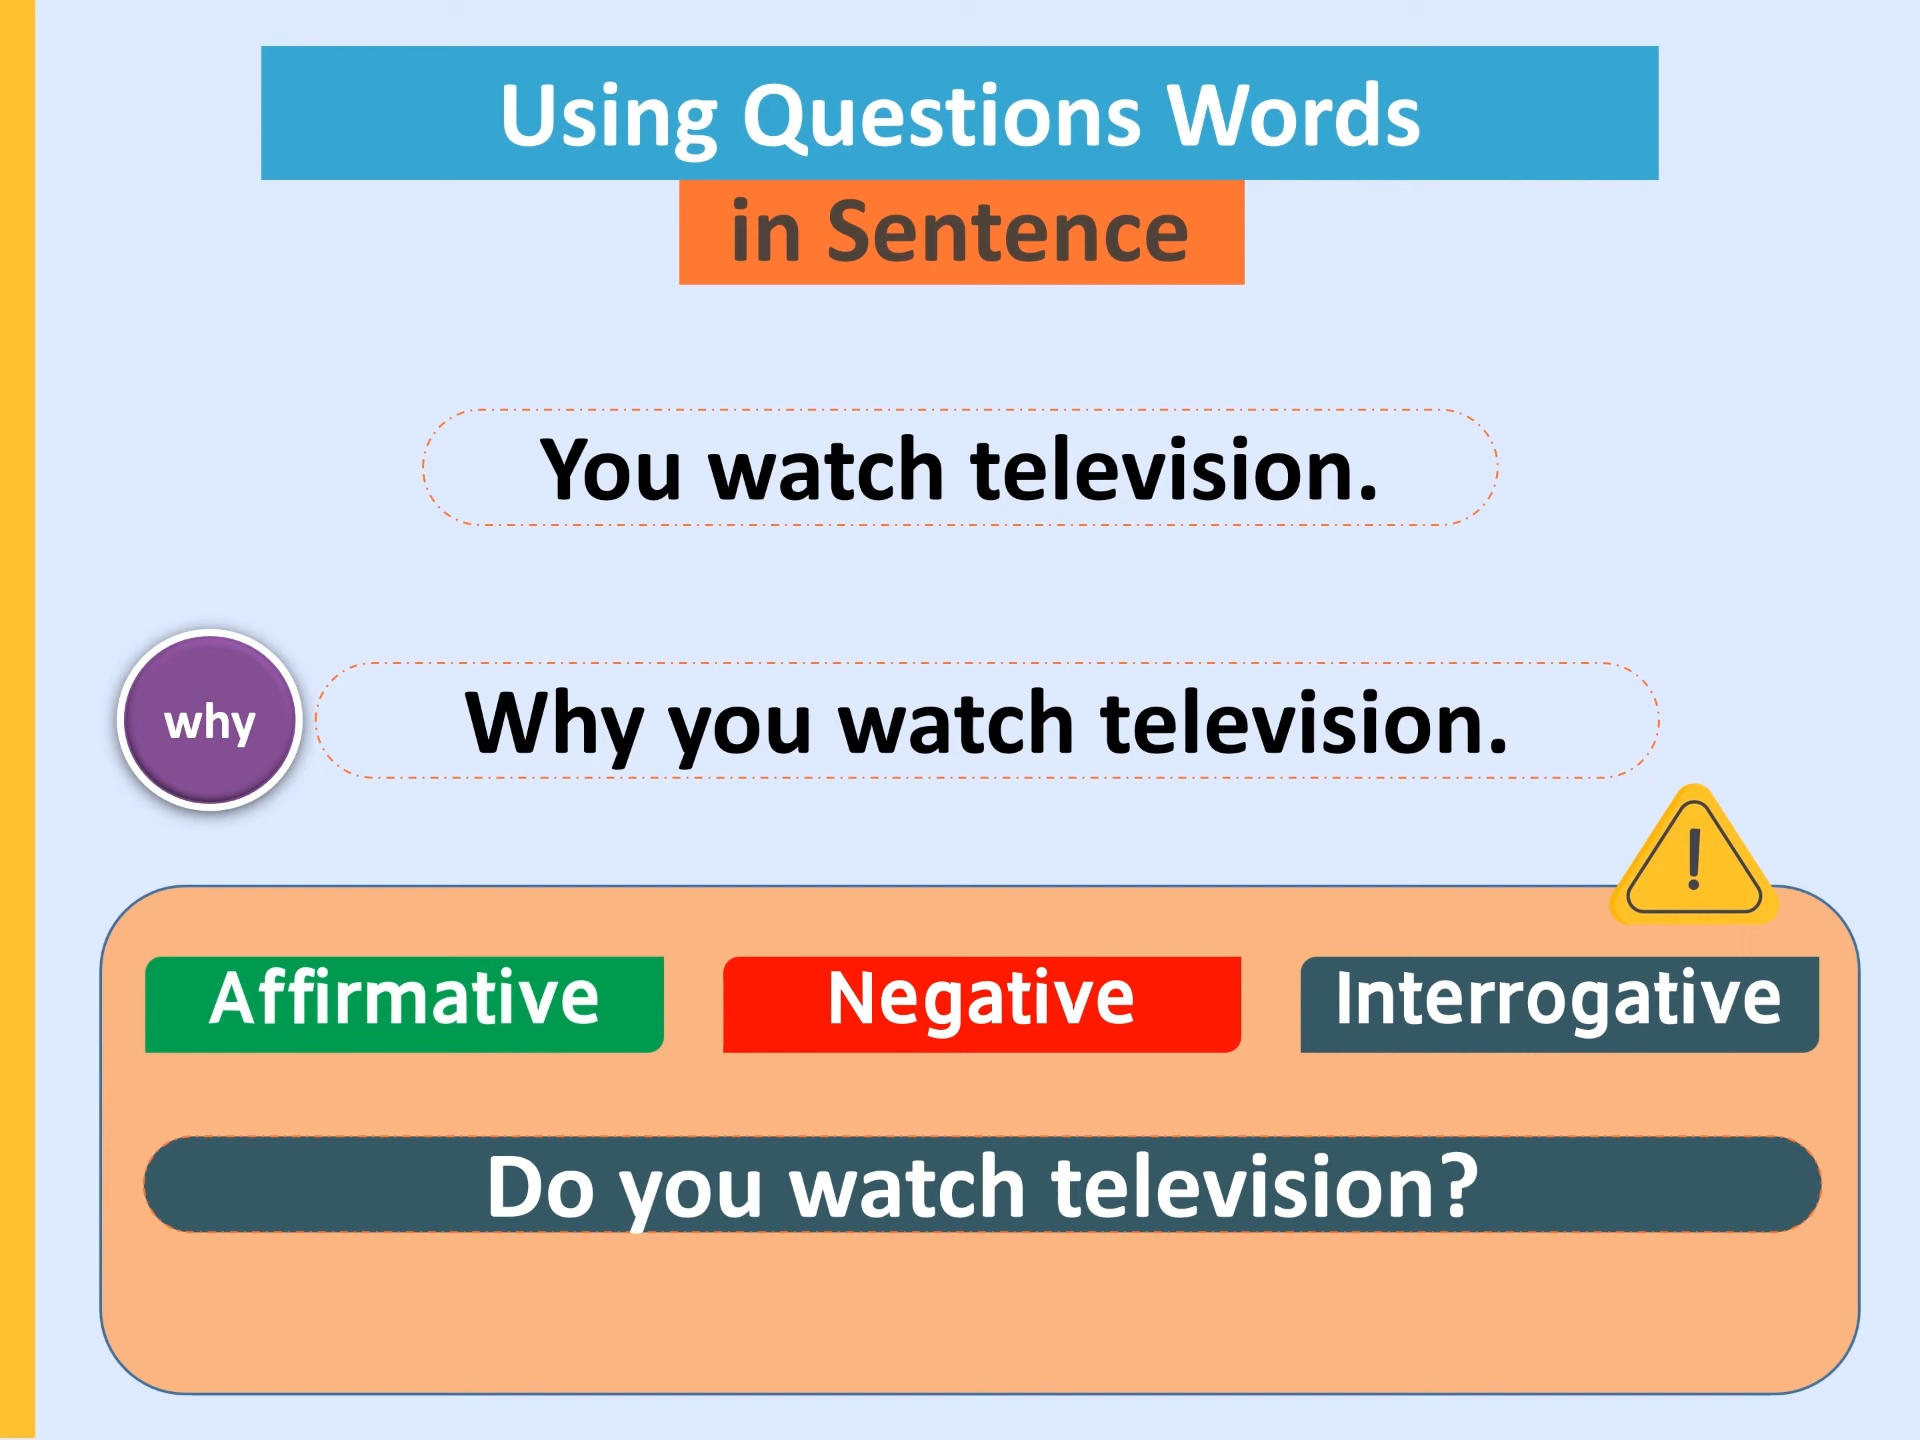 Using Questions Words
in Sentence
You watch television.
why
Why you watch television.
!
Affirmative
Negative
Interrogative
Do you watch television?